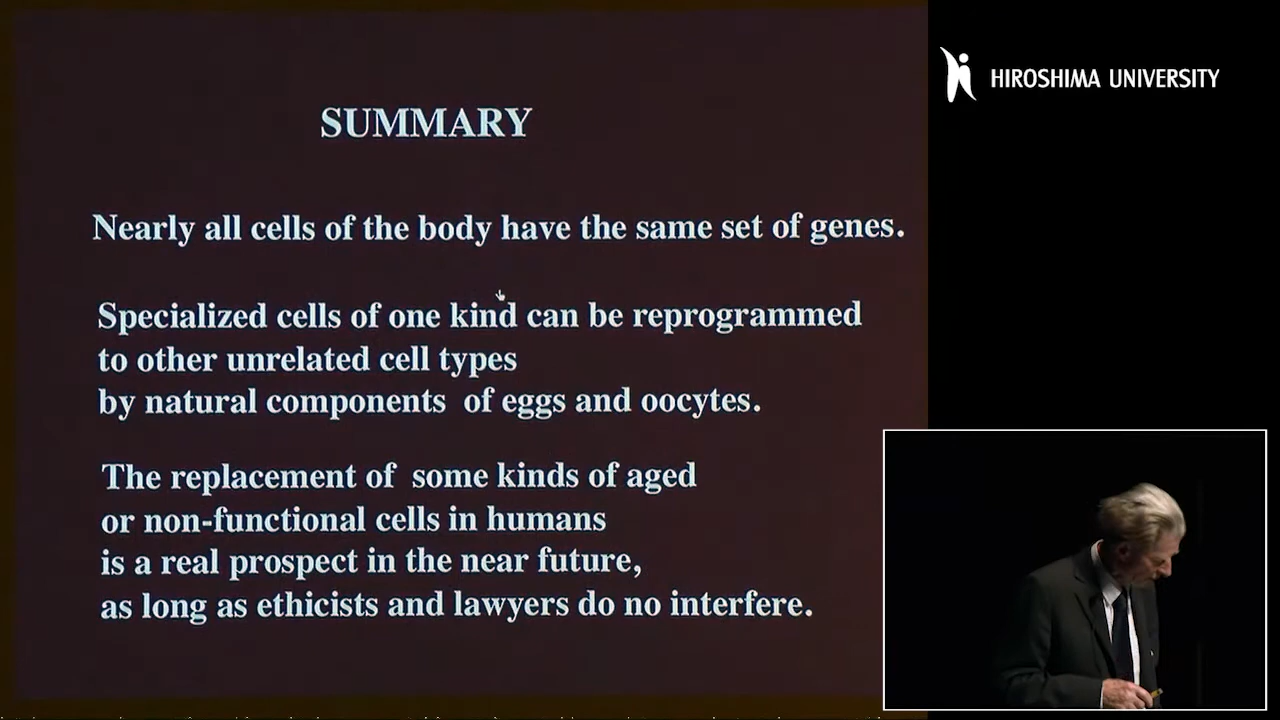 HIROSHIMA UNIVERSITY
SUMMARY
Nearly all cells of the body have the same set of genes.
Specialized cells of one kind can be reprogrammed
to other unrelated cell types
by natural components of eggs and oocytes.
The replacement of some kinds of aged
or non-functional cells in humans
is a real prospect in the near future,
as long as ethicists and lawyers do no interfere.